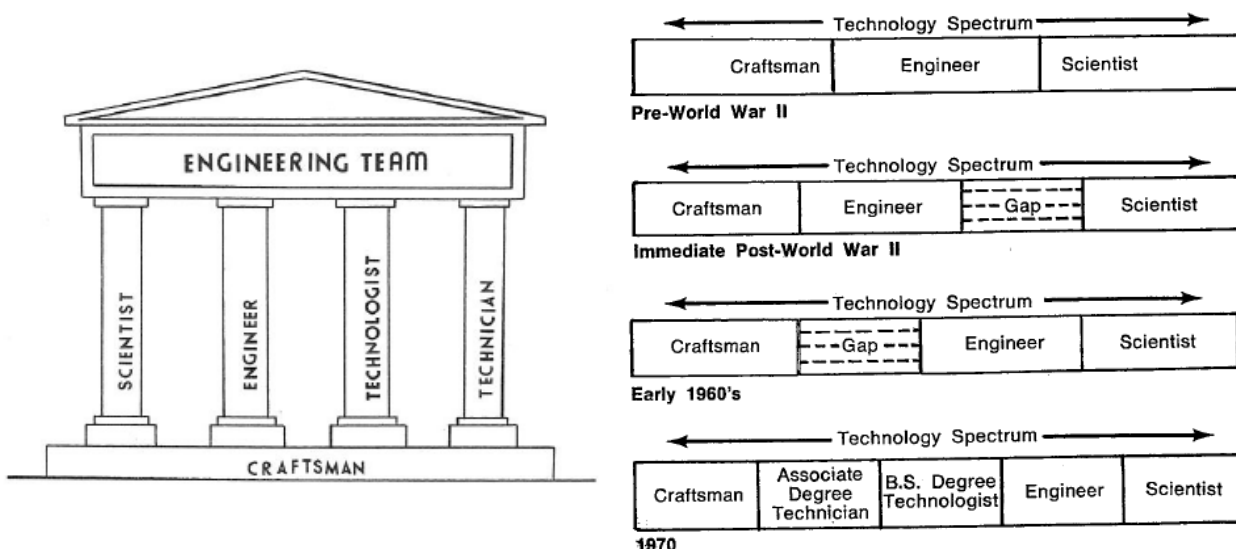 ENGINEERING TEAM
SCIENTIST
ENGINEER
TECHNOLOGIST
TECHNICIAN
CRAFTSMAN
Technology Spectrum
Craftsman
Engineer
Scientist
Pre-World War II
Technology Spectrum
Craftsman
Engineer
Gap
Scientist
Immediate Post-World War II
Technology Spectrum
Craftsman
Gap
Engineer
Scientist
Early 1960's
Technology Spectrum
Craftsman
Associate
Degree
Technician
B.S. Degree
Technologist
Engineer
Scientist
1970